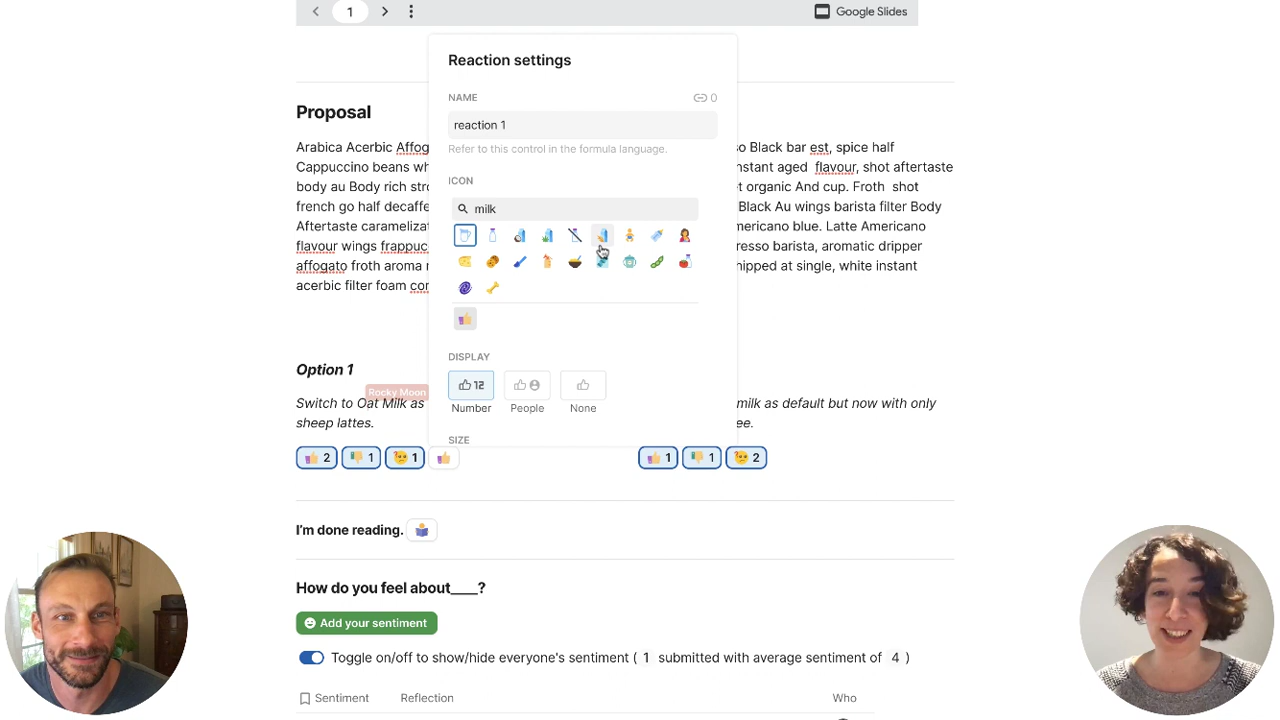 1
Google Slides
Reaction settings
NAME
0
reaction 1
Refer to this control in the formula language.
ICON
milk
DISPLAY
12
Number
People
None
SIZE
Proposal
Arabica Acerbic Affog
Cappuccino beans wh
body au Body rich stro
french go half decaffe
Aftertaste caramelizat
flavour wings frappuc
affogato froth aroma r
acerbic filter foam cor
o Black bar est, spice half
nstant aged flavour, shot aftertaste
t organic And cup. Froth shot
Black Au wings barista filter Body
mericano blue. Latte Americano
resso barista, aromatic dripper
hipped at single, white instant
Option 1
Rocky Moon
Switch to Oat Milk as
sheep lattes.
milk as default but now with only
ee.
2
1
1
1
1
2
I'm done reading.
How do you feel about____?
Add your sentiment
Toggle on/off to show/hide everyone's sentiment ( 1 submitted with average sentiment of 4 )
Sentiment
Reflection
Who